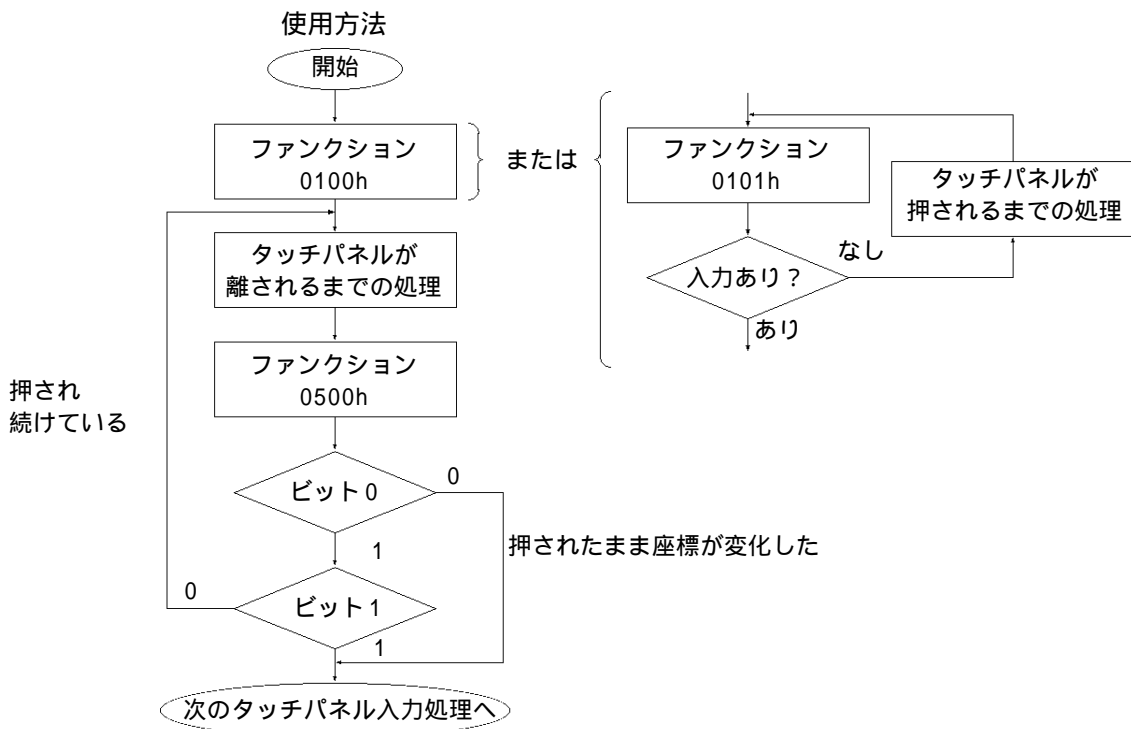 使用方法
開始
ファンクション
0100h
または
ファンクション
0101h
タッチパネルが
押されるまでの処理
入力あり？
なし
あり
タッチパネルが
離されるまでの処理
ファンクション
0500h
押され
続けている
ビット0
0
1
押されたまま座標が変化した
ビット1
0
1
次のタッチパネル入力処理へ